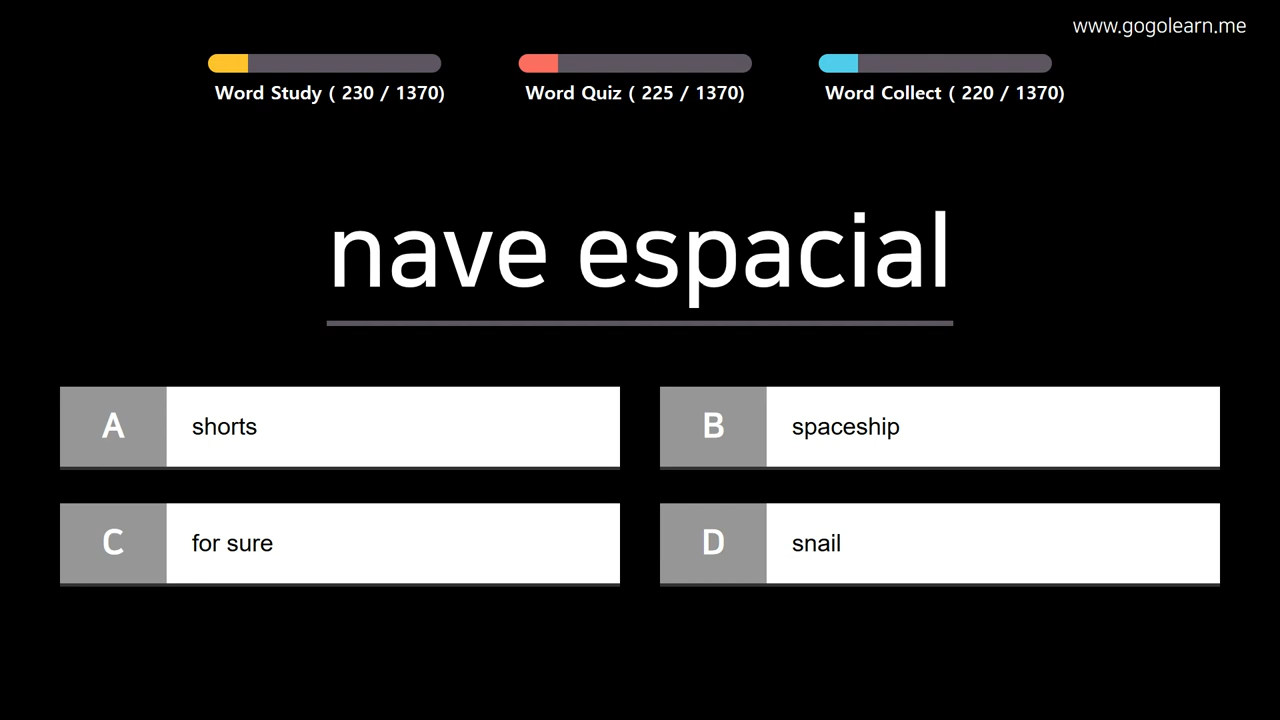 www.gogolearn.me
Word Study ( 230 / 1370)
Word Quiz ( 225 / 1370)
Word Collect ( 220 / 1370)
nave espacial
A shorts
B spaceship
C for sure
D snail